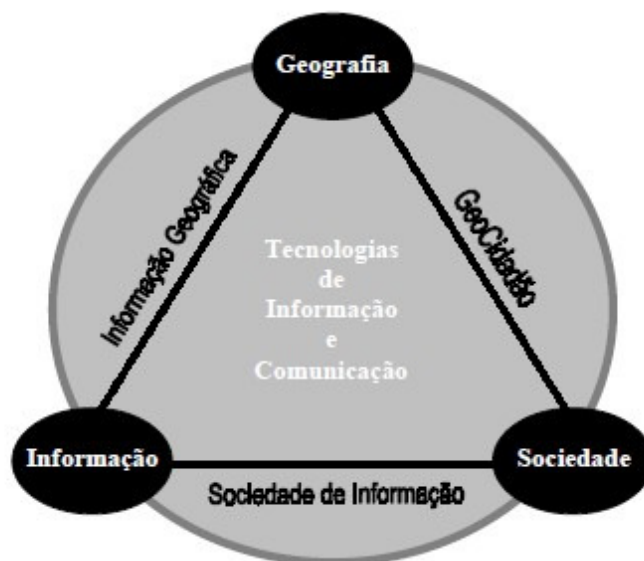 Geografia
Informação Geográfica
GeoCidadão
Tecnologias
de
Informação
e
Comunicação
Informação
Sociedade
Sociedade de Informação